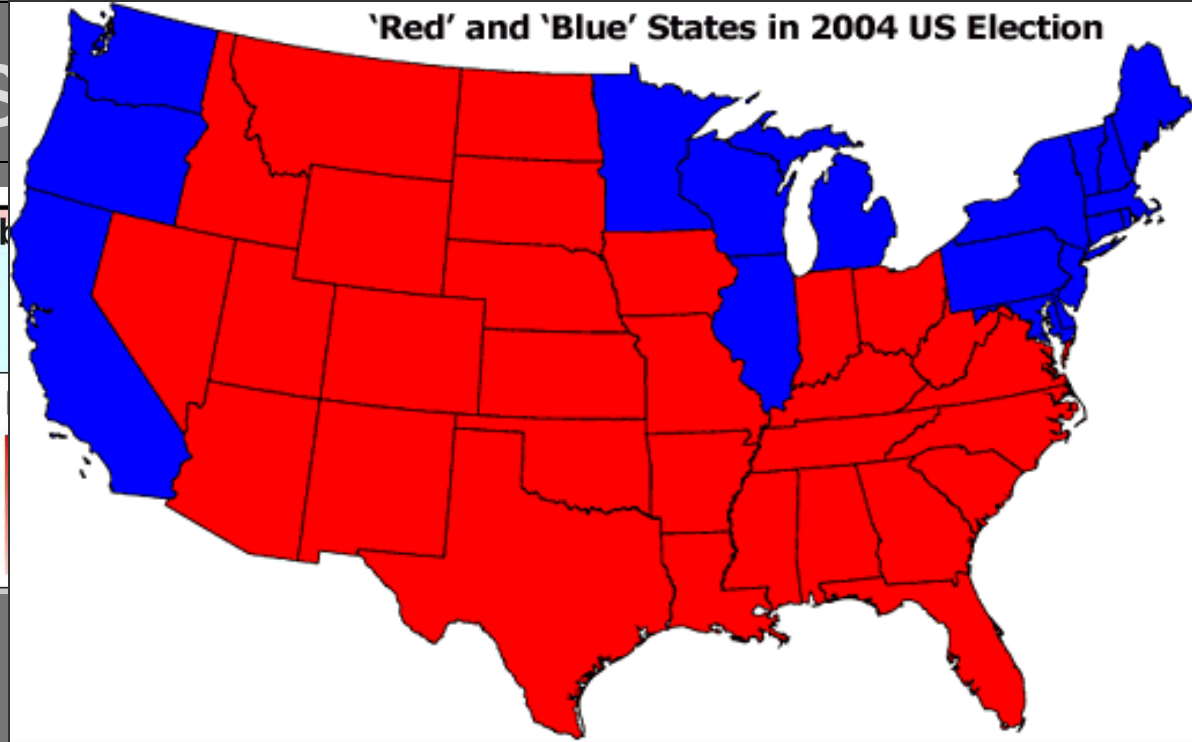 ‘Red’ and ‘Blue’ States in 2004 US Election